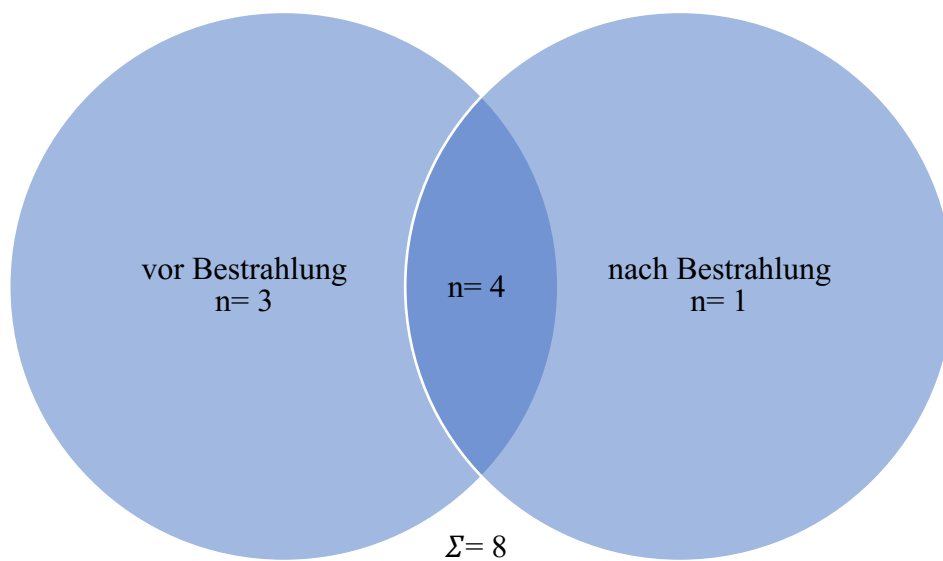 vor Bestrahlung
n= 3
n= 4
nach Bestrahlung
n= 1
Σ= 8